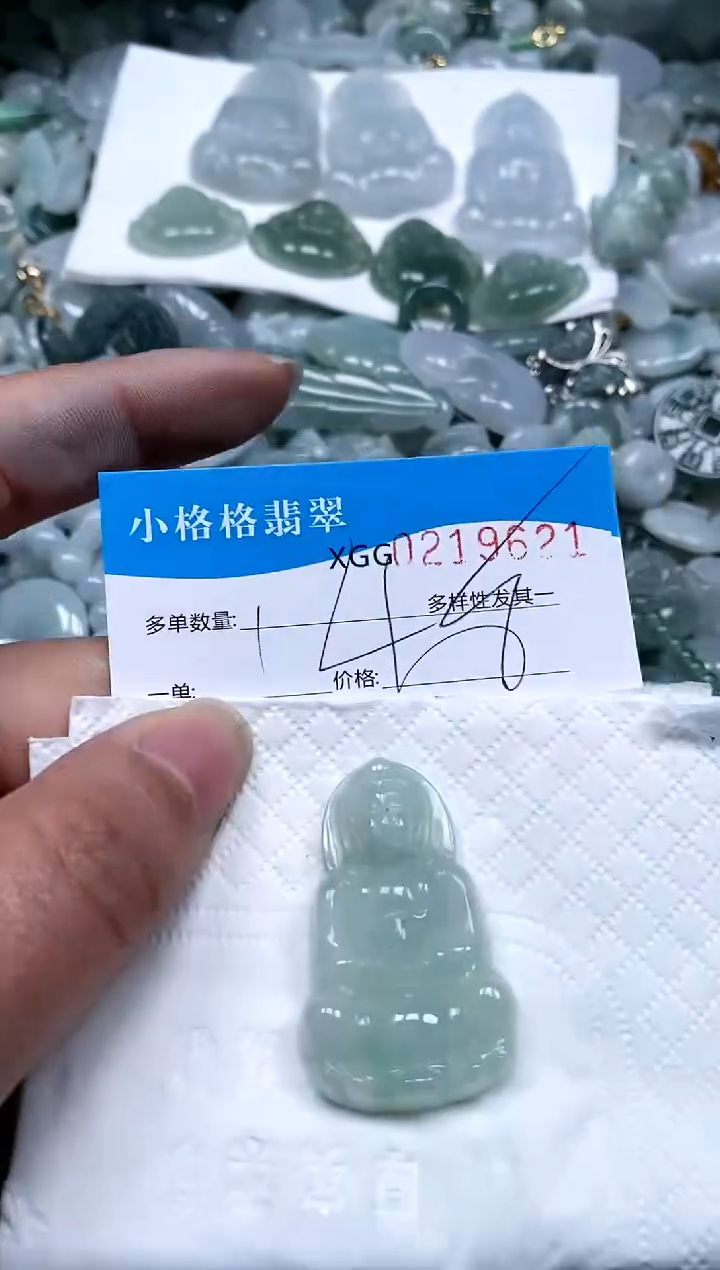 小格格翡翠
XGG0219621
多单数量: 1
多样性发其一
一单:
价格: